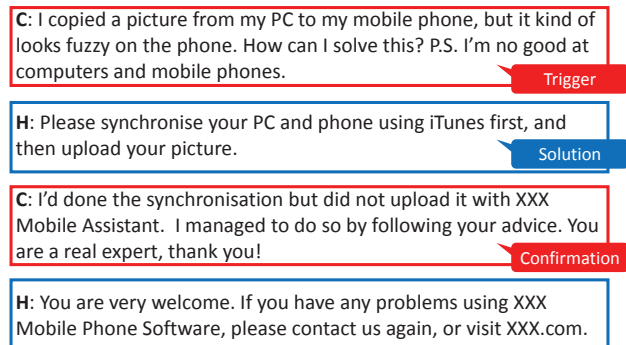 C: I copied a picture from my PC to my mobile phone, but it kind of
looks fuzzy on the phone. How can I solve this? P.S. I’m no good at
computers and mobile phones.
Trigger
H: Please synchronise your PC and phone using iTunes first, and
then upload your picture.
Solution
C: I’d done the synchronisation but did not upload it with XXX
Mobile Assistant.  I managed to do so by following your advice. You
are a real expert, thank you!
Confirmation
H: You are very welcome. If you have any problems using XXX
Mobile Phone Software, please contact us again, or visit XXX.com.